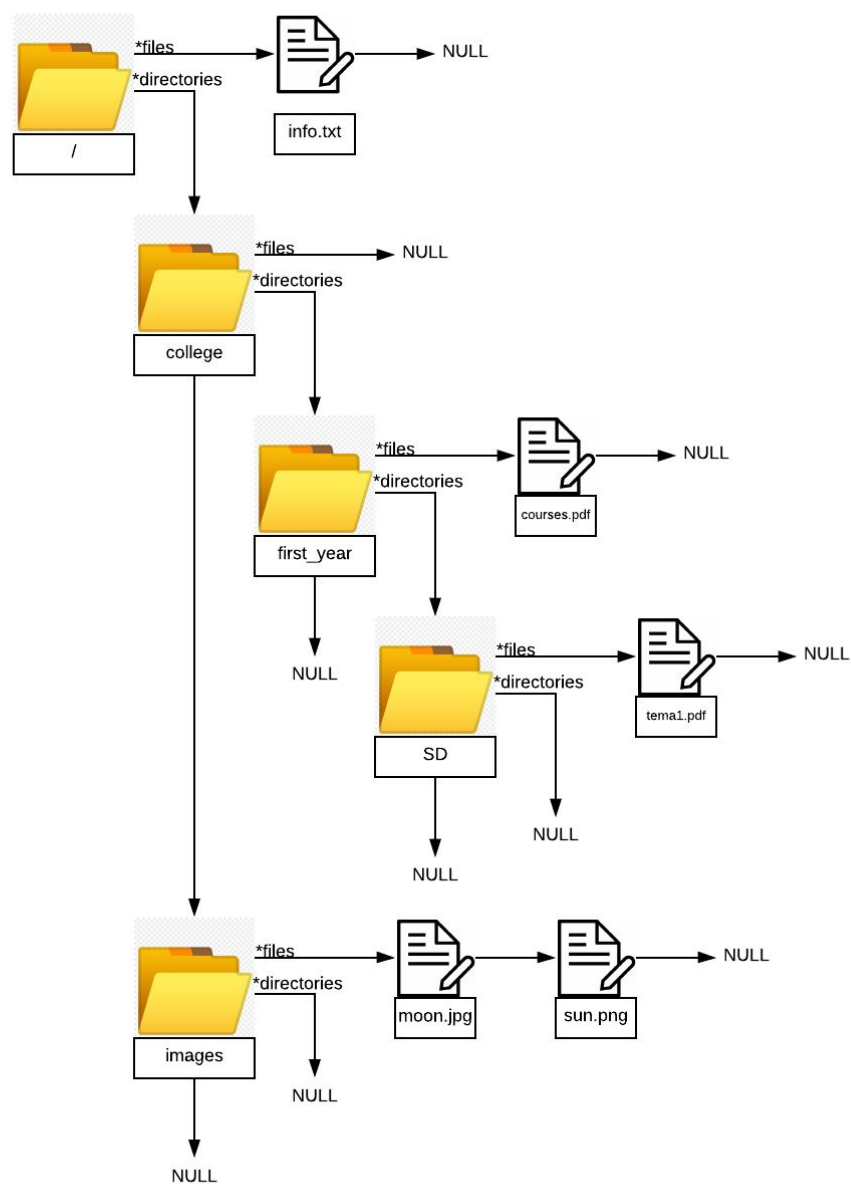 *files
NULL
*directories
info.txt
/
*files
NULL
*directories
college
*files
NULL
*directories
courses.pdf
first_year
*files
NULL
NULL
*directories
tema1.pdf
SD
NULL
NULL
*files
NULL
*directories
moon.jpg
sun.png
images
NULL
NULL